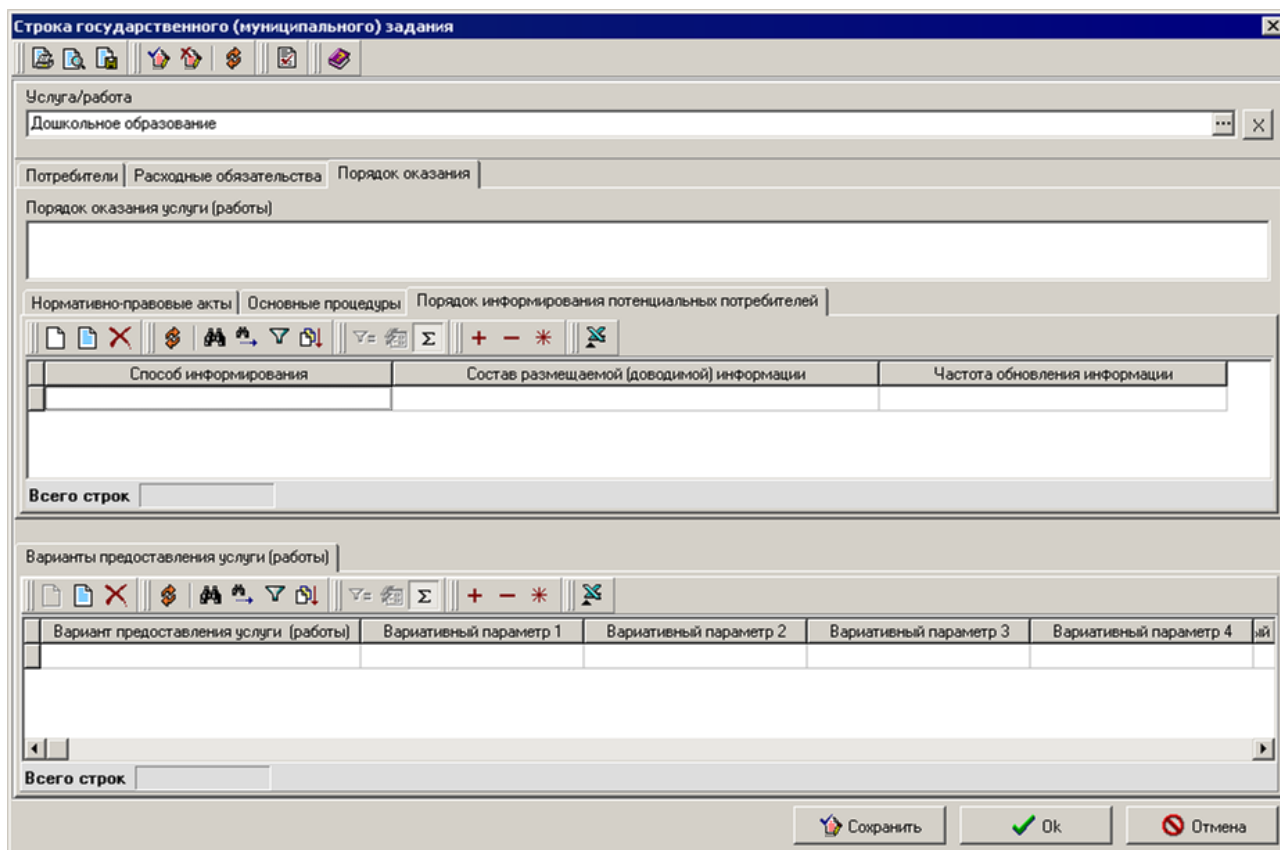 Строка государственного (муниципального) задания
Услуга/работа
Дошкольное образование
Потребители Расходные обязательства Порядок оказания
Порядок оказания услуги (работы)
Нормативно-правовые акты Основные процедуры Порядок информирования потенциальных потребителей
Способ информирования Состав размещаемой (доводимой) информации Частота обновления информации
Всего строк
Варианты предоставления услуги (работы)
Вариант предоставления услуги (работы) Вариативный параметр 1 Вариативный параметр 2 Вариативный параметр 3 Вариативный параметр 4 ый
Всего строк
Сохранить Ok Отмена